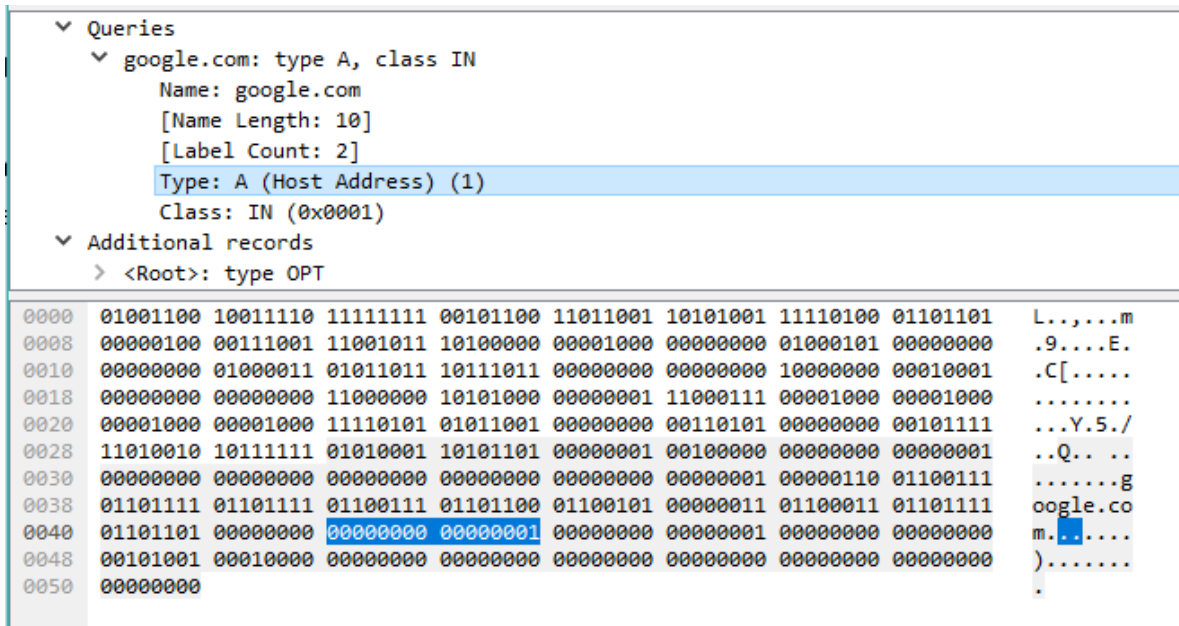 Queries
google.com: type A, class IN
Name: google.com
[Name Length: 10]
[Label Count: 2]
Type: A (Host Address) (1)
Class: IN (0x0001)
Additional records
<Root>: type OPT
0000 01001100 10011110 11111111 00101100 11011001 10101001 11110100 01101101 L..,...m
0008 00000100 00111001 11001011 10100000 00001000 00000000 01000101 00000000 .9....E.
0010 00000000 01000011 01011011 10111011 00000000 00000000 10000000 00010001 .C[.....
0018 00000000 00000000 11000000 10101000 00000001 11000111 00001000 00001000 ........
0020 00001000 00001000 11110101 01011001 00000000 00110101 00000000 00101111 ...Y.5./
0028 11010010 10111111 01010001 10101101 00000001 00100000 00000000 00000001 ..Q.. ..
0030 00000000 00000000 00000000 00000000 00000000 00000001 00000110 01100111 .......g
0038 01101111 01101111 01100111 01101100 01100101 00000011 01100011 01101111 oogle.co
0040 01101101 00000000 00000000 00000001 00000000 00000001 00000000 00000000 m.......
0048 00101001 00010000 00000000 00000000 00000000 00000000 00000000 00000000 ).......
0050 00000000 .